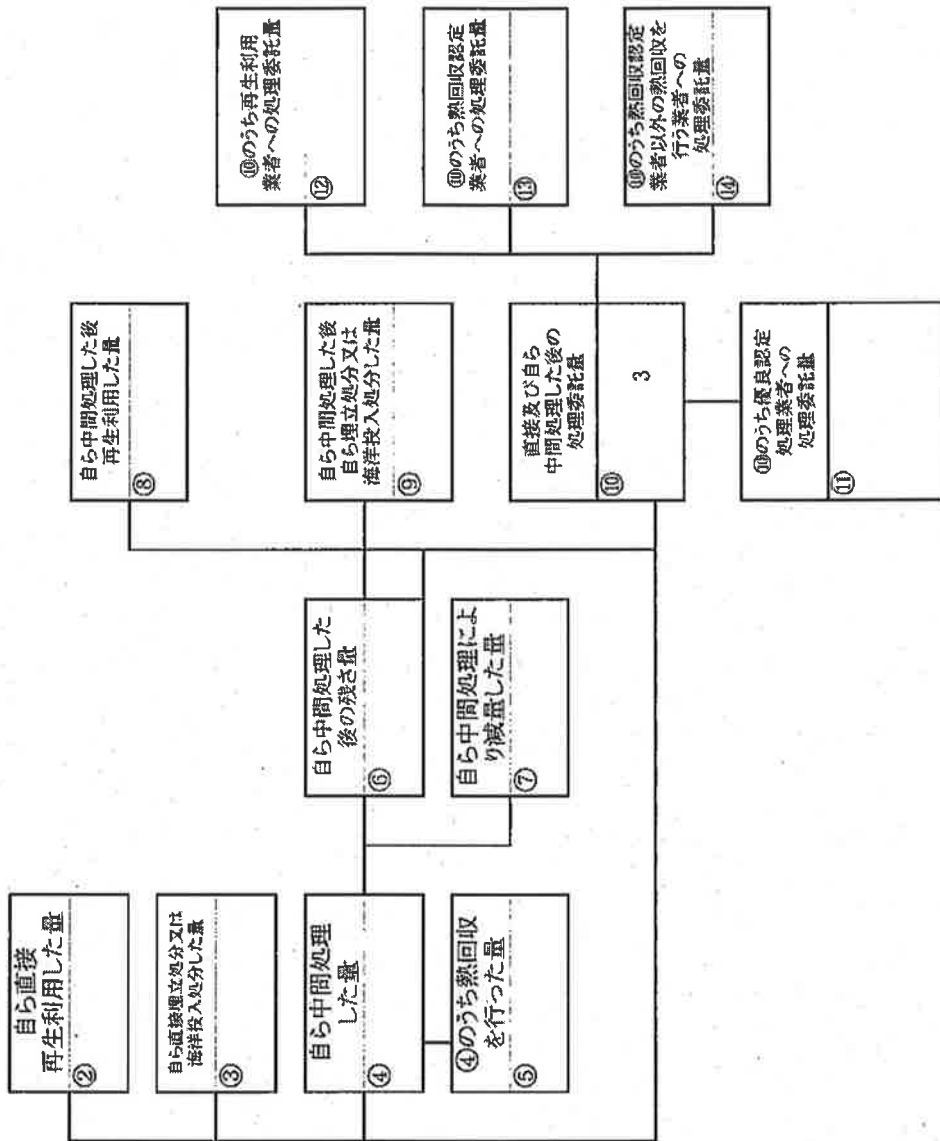 自ら直接
再生利用した量
②
自ら直接埋立処分又は
海洋投入処分した量
③
自ら中間処理
した量
④
④のうち熱回収
を行った量
⑤
自ら中間処理した
後の残さ量
⑥
自ら中間処理によ
り減量した量
⑦
自ら中間処理した後
再生利用した量
⑧
自ら中間処理した後
自ら埋立処分又は
海洋投入処分した量
⑨
直接及び自ら
中間処理した後の
処理委託量
⑩
3
⑩のうち優良認定
処理業者への
処理委託量
⑪
⑩のうち再生利用
業者への処理委託量
⑫
⑩のうち熱回収認定
業者への処理委託量
⑬
⑩のうち熱回収認定
業者以外の熱回収を
行う業者への
処理委託量
⑭